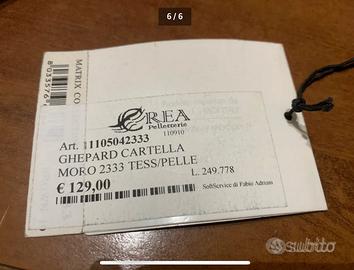 6/6
MATRIX CO
CREA
Pelletterie
110910
Art. 11105042333
GHEPARD CARTELLA
MORO 2333 TESS/PELLE
€ 129,00
L. 249.778
SoftService di Fabio Adriani
subito